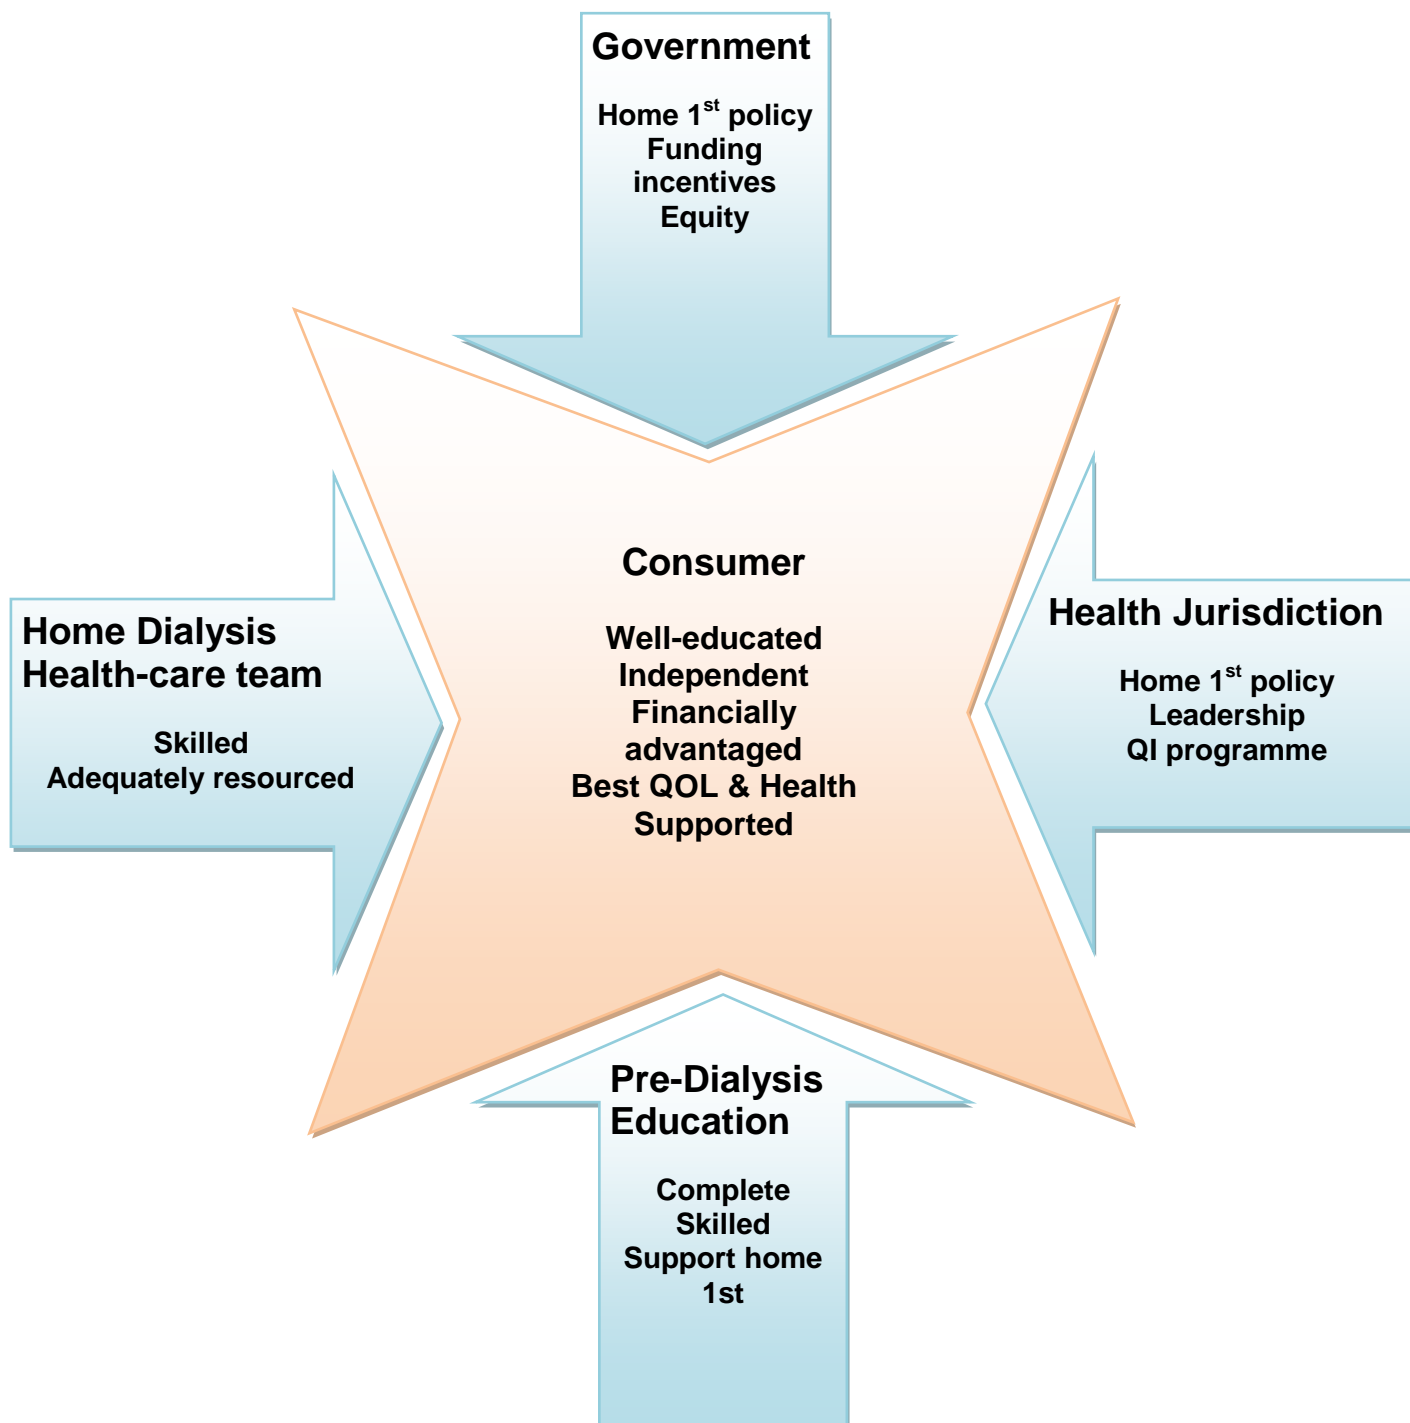 Government
Home 1st policy
Funding
incentives
Equity
Consumer
Well-educated
Independent
Financially
advantaged
Best QOL & Health
Supported
Home Dialysis
Health-care team
Skilled
Adequately resourced
Health Jurisdiction
Home 1st policy
Leadership
QI programme
Pre-Dialysis
Education
Complete
Skilled
Support home
1st